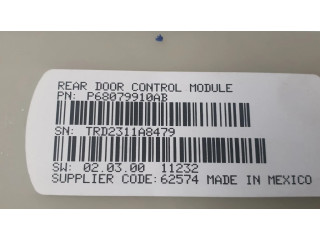 REAR DOOR CONTROL MODULE
PN: P68079910AB
SN: TRD2311A8479
SW: 02.03.00 11232
SUPPLIER CODE: 62574 MADE IN MEXICO